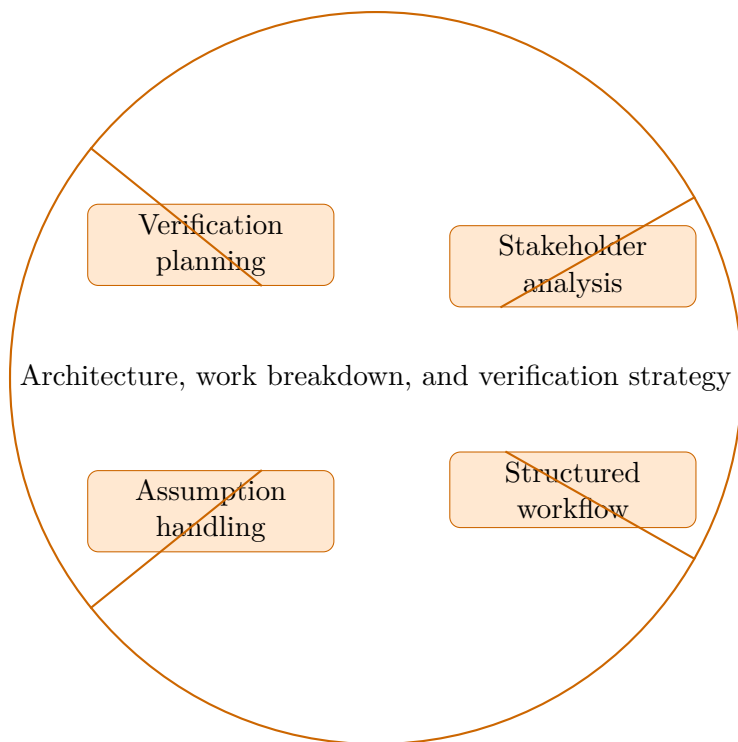 Verification
planning
Stakeholder
analysis
Architecture, work breakdown, and verification strategy
Assumption
handling
Structured
workflow